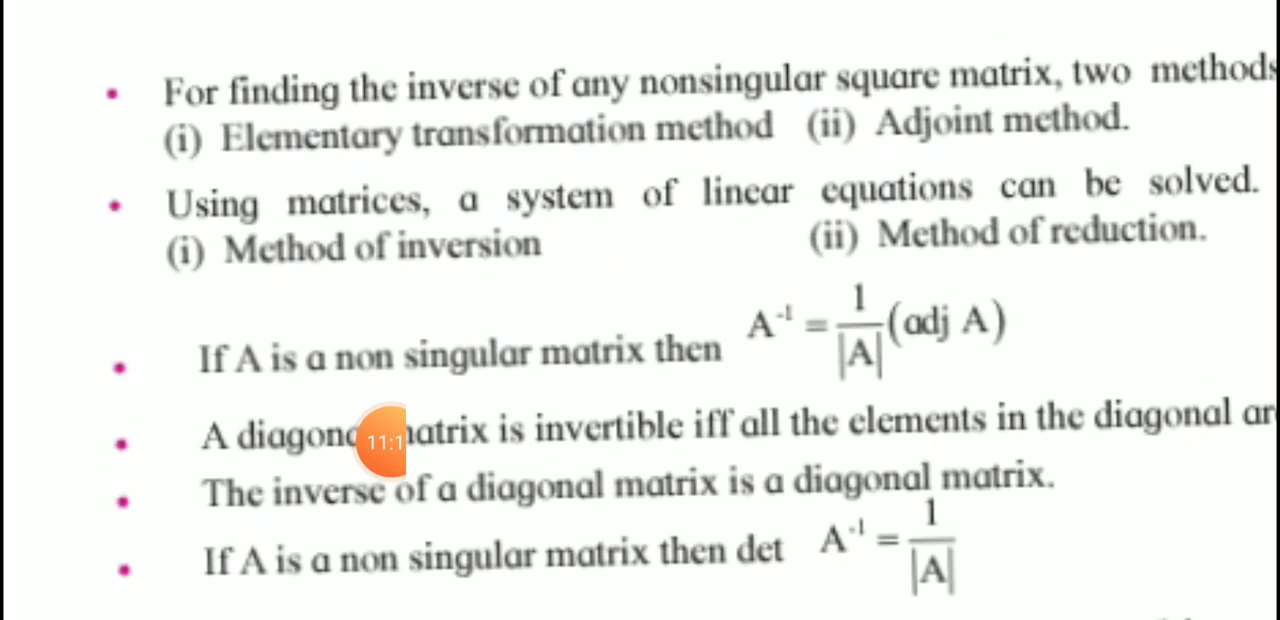 • For finding the inverse of any nonsingular square matrix, two methods
(i) Elementary transformation method (ii) Adjoint method.
• Using matrices, a system of linear equations can be solved.
(i) Method of inversion (ii) Method of reduction.
• If A is a non singular matrix then A⁻¹ = 1/|A| (adj A)
• A matrix is invertible iff all the elements in the diagonal
11:1
• The inverse of a diagonal matrix is a diagonal matrix.
• If A is a non singular matrix then det A⁻¹ = 1/|A|